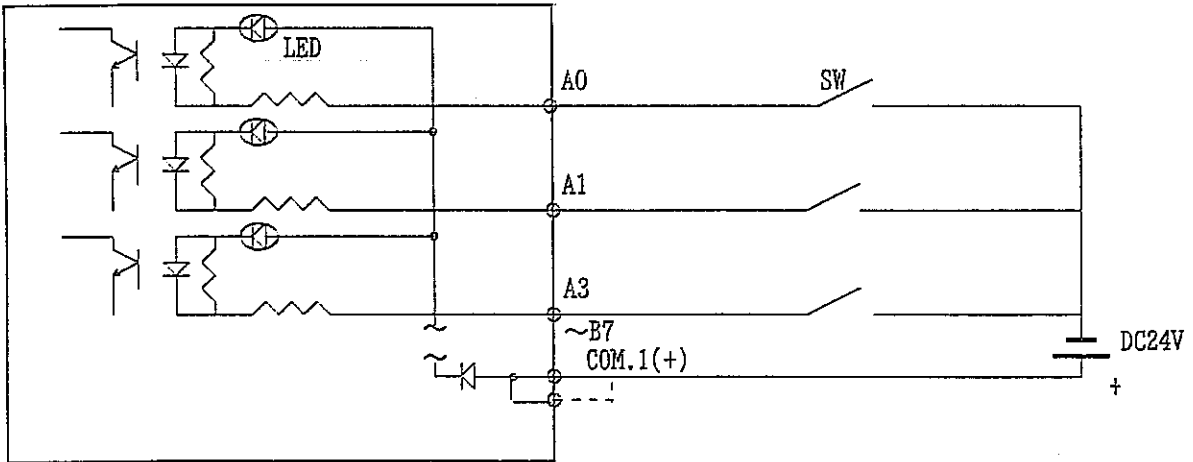 LED
A0
SW
A1
A3
~B7
COM.1(+)
DC24V
+